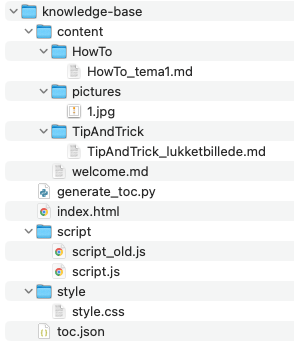 knowledge-base
content
HowTo
HowTo_tema1.md
pictures
1.jpg
TipAndTrick
TipAndTrick_lukketbillede.md
welcome.md
generate_toc.py
index.html
script
script_old.js
script.js
style
style.css
toc.json